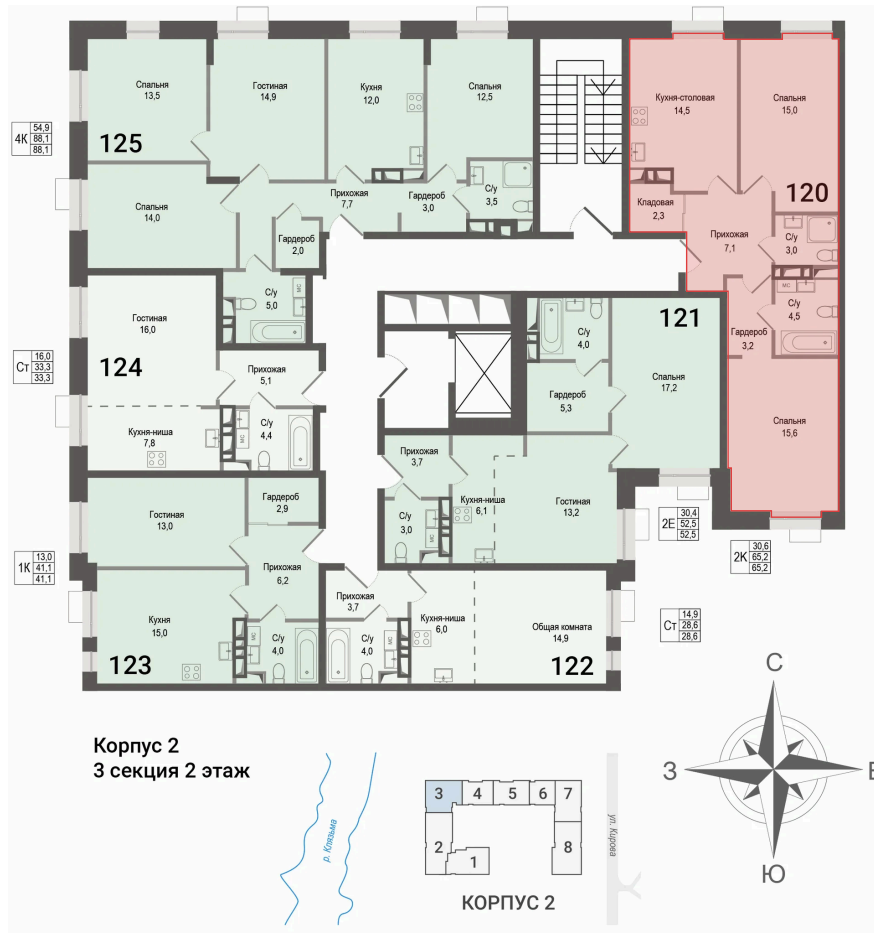 Спальня
13,5
Гостиная
14,9
Кухня
12,0
Спальня
12,5
Кухня-столовая
14,5
Спальня
15,0
4К
54,9
88,1
88,1
125
Спальня
14,0
Прихожая
7,7
Гардероб
3,0
С/у
3,5
Гардероб
2,0
Кладовая
2,3
120
Прихожая
7,1
С/у
3,0
МС
С/у
5,0
МС
С/у
4,5
Гардероб
3,2
Гостиная
16,0
Ст
16,0
33,3
33,3
124
Прихожая
5,1
Кухня-ниша
7,8
МС
С/у
4,4
С/у
4,0
121
Гардероб
5,3
Спальня
17,2
Спальня
15,6
Прихожая
3,7
Кухня-ниша
6,1
Гостиная
13,2
С/у
3,0
МС
2Е
30,4
52,5
52,5
2К
30,6
65,2
65,2
Гостиная
13,0
Гардероб
2,9
1К
13,0
41,1
41,1
Прихожая
6,2
Кухня
15,0
МС
С/у
4,0
123
Прихожая
3,7
С/у
4,0
МС
Кухня-ниша
6,0
Общая комната
14,9
122
Ст
14,9
28,6
28,6
Корпус 2
3 секция 2 этаж
р. Клязьма
3
4
5
6
7
2
1
8
КОРПУС 2
ул. Кирова
С
З
В
Ю